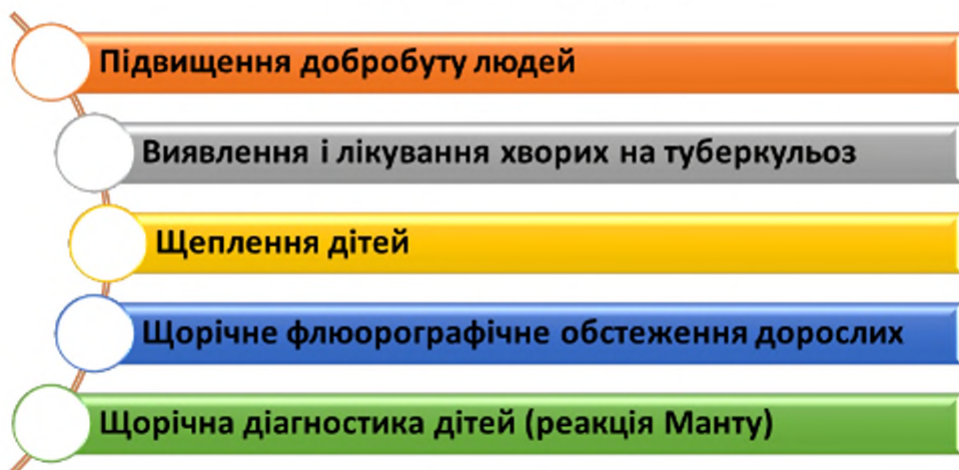 Підвищення добробуту людей
Виявлення і лікування хворих на туберкульоз
Щеплення дітей
Щорічне флюорографічне обстеження дорослих
Щорічна діагностика дітей (реакція Манту)